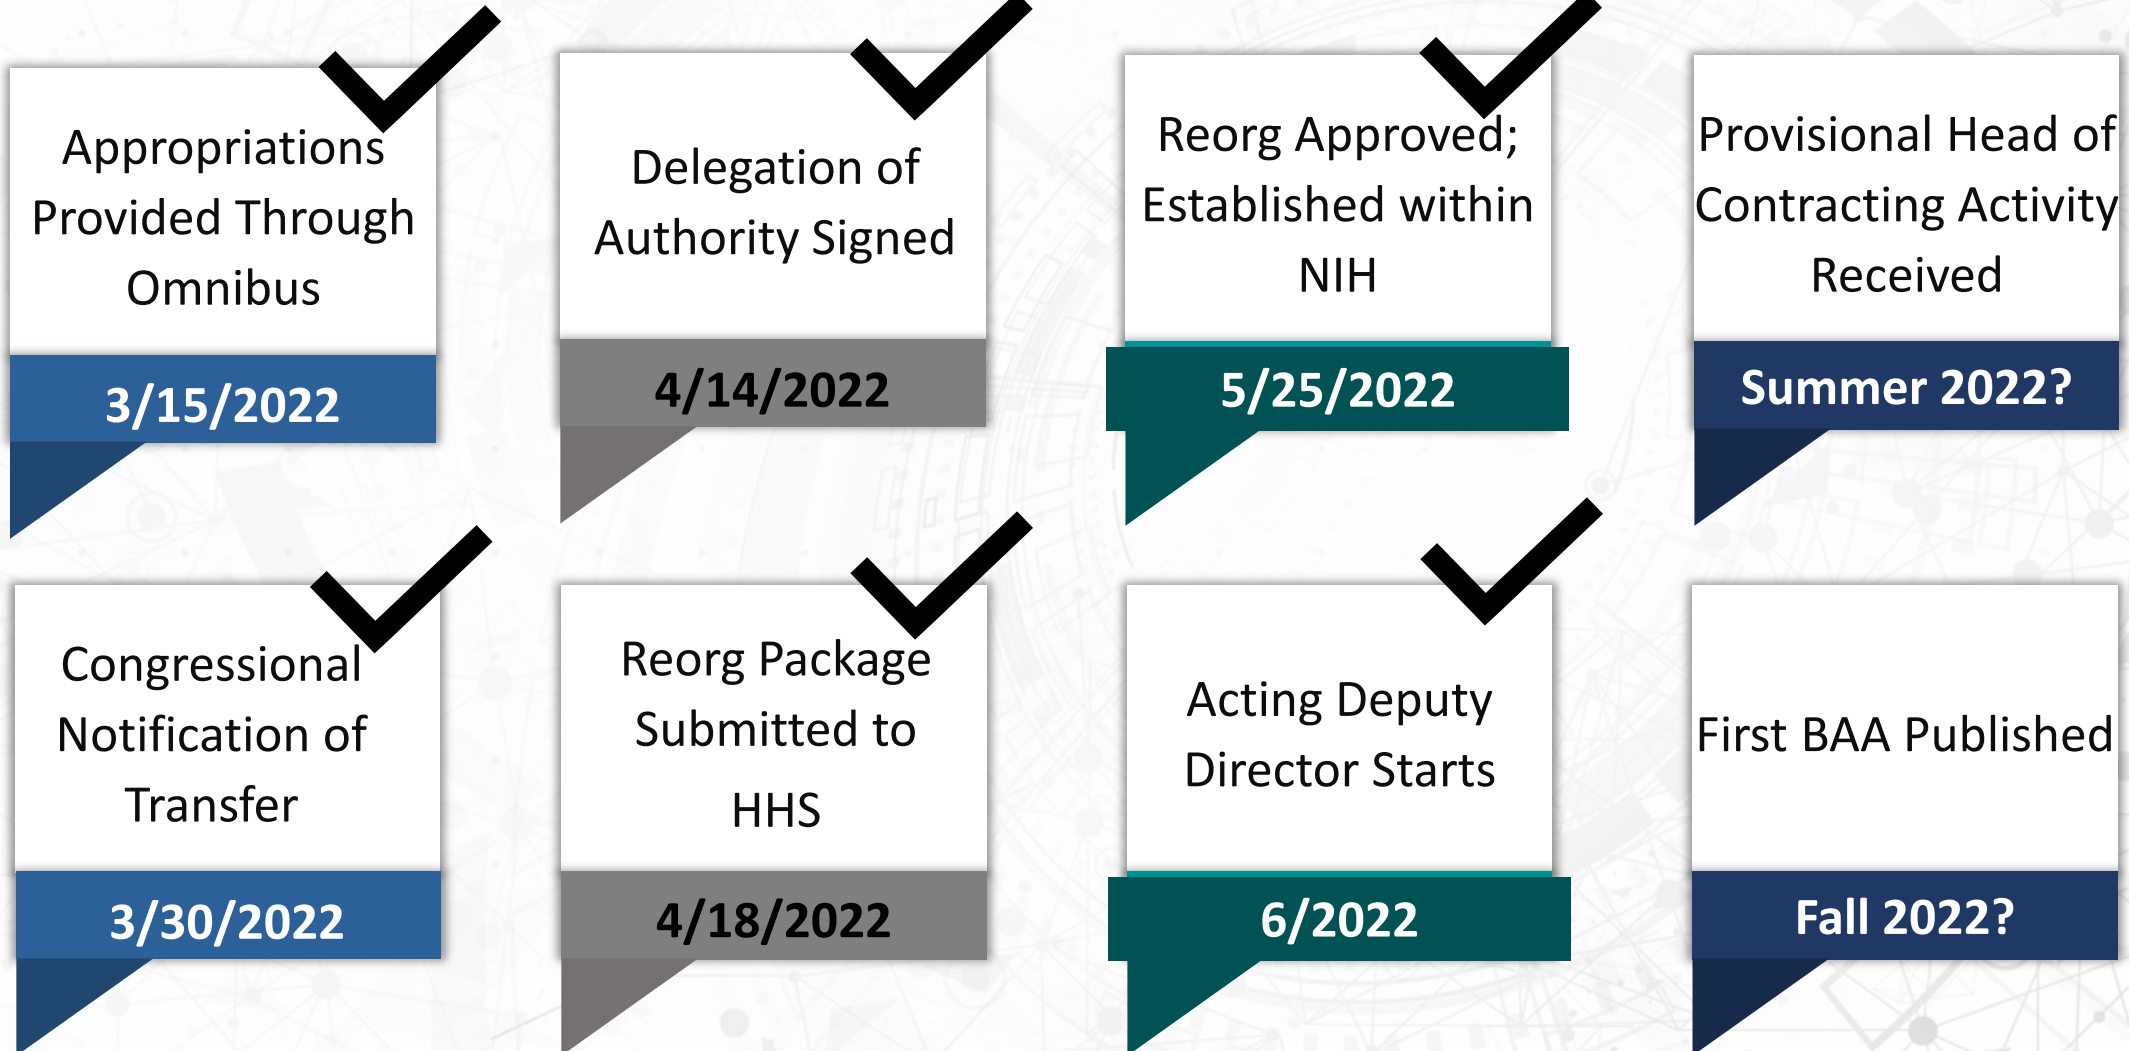 Appropriations
Provided Through
Omnibus
3/15/2022
Delegation of
Authority Signed
4/14/2022
Reorg Approved;
Established within
NIH
5/25/2022
Provisional Head of
Contracting Activity
Received
Summer 2022?
Congressional
Notification of
Transfer
3/30/2022
Reorg Package
Submitted to
HHS
4/18/2022
Acting Deputy
Director Starts
6/2022
First BAA Published
Fall 2022?